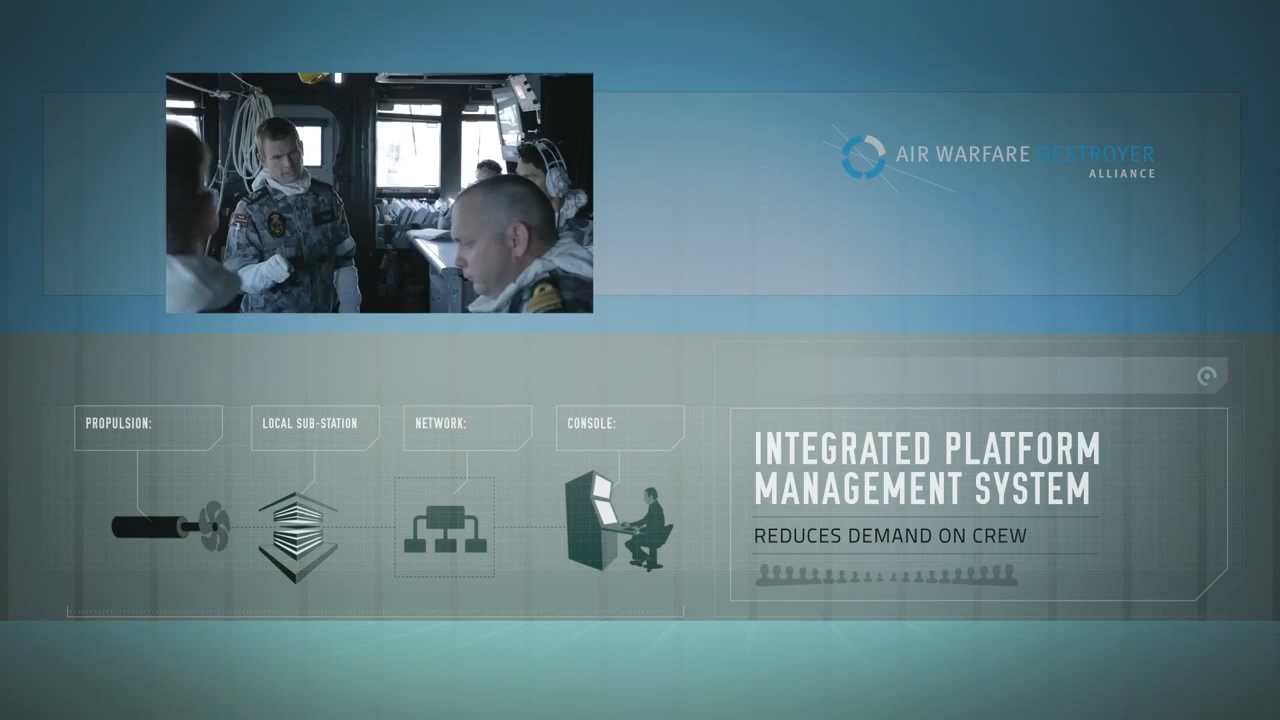 AIR WARFARE DESTROYER
ALLIANCE
PROPULSION:
LOCAL SUB-STATION
NETWORK:
CONSOLE:
INTEGRATED PLATFORM
MANAGEMENT SYSTEM
REDUCES DEMAND ON CREW